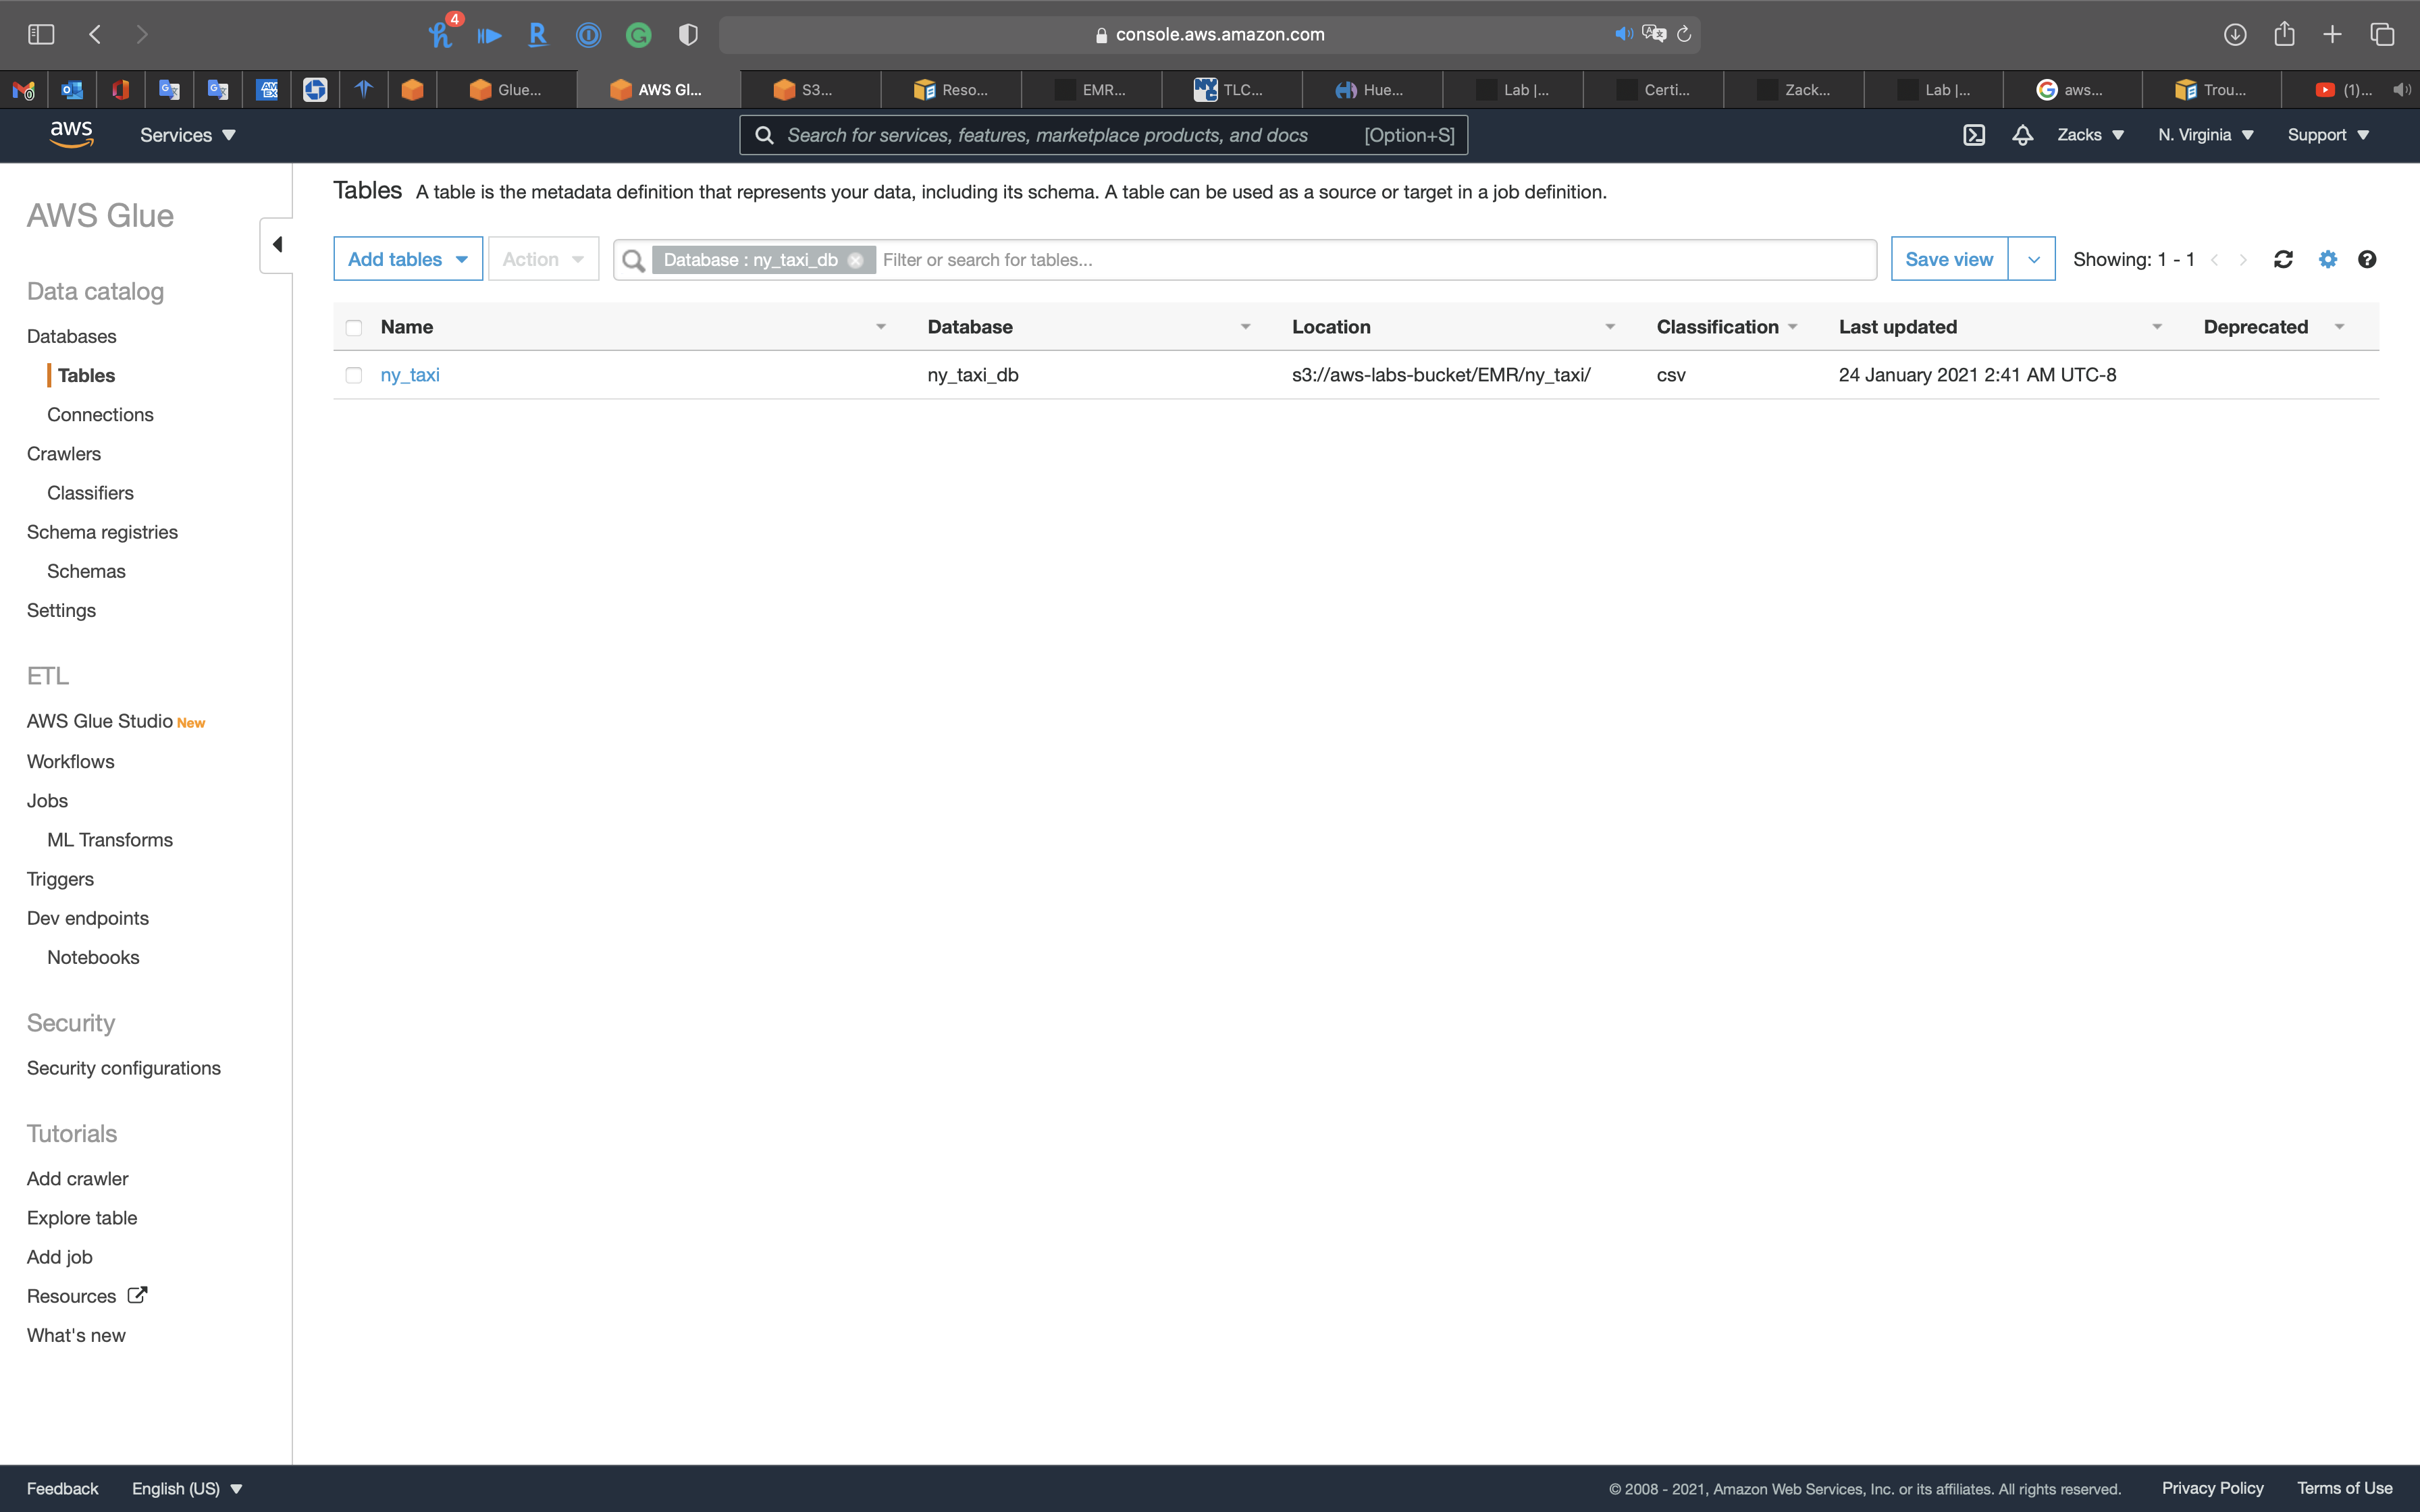 4
console.aws.amazon.com
Glue...
AWS Gl...
S3...
Reso...
EMR...
TLC...
Hue...
Lab |...
Certi...
Zack...
Lab |...
aws...
Trou...
(1)...
aws
Services
Search for services, features, marketplace products, and docs [Option+S]
Zacks
N. Virginia
Support
AWS Glue
Data catalog
Databases
Tables
Connections
Crawlers
Classifiers
Schema registries
Schemas
Settings
ETL
AWS Glue Studio New
Workflows
Jobs
ML Transforms
Triggers
Dev endpoints
Notebooks
Security
Security configurations
Tutorials
Add crawler
Explore table
Add job
Resources
What's new
Tables A table is the metadata definition that represents your data, including its schema. A table can be used as a source or target in a job definition.
Add tables Action Database : ny_taxi_db Filter or search for tables... Save view Showing: 1 - 1
Name Database Location Classification Last updated Deprecated
ny_taxi ny_taxi_db s3://aws-labs-bucket/EMR/ny_taxi/ csv 24 January 2021 2:41 AM UTC-8
Feedback English (US) © 2008 - 2021, Amazon Web Services, Inc. or its affiliates. All rights reserved. Privacy Policy Terms of Use